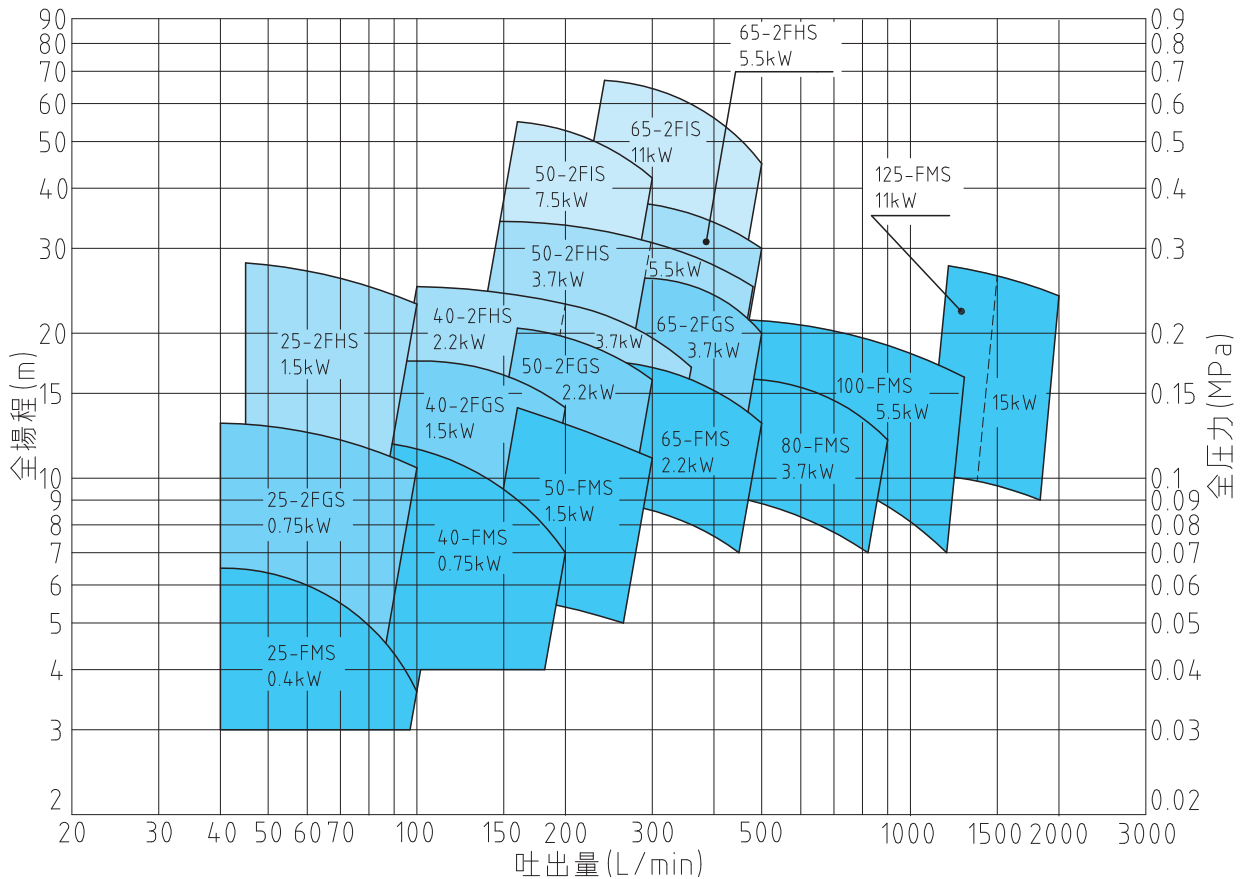 90
80
70
60
50
40
30
20
15
10
9
8
7
6
5
4
3
2
全揚程(m)
0.9
0.8
0.7
0.6
0.5
0.4
0.3
0.2
0.15
0.1
0.09
0.08
0.07
0.06
0.05
0.04
0.03
0.02
全圧力(MPa)
20 30 40 50 60 70 100 150 200 300 500 1000 1500 2000 3000
吐出量(L/min)
65-2FHS
5.5kW
65-2FIS
11kW
50-2FIS
7.5kW
125-FMS
11kW
50-2FHS
3.7kW
5.5kW
40-2FHS
2.2kW
3.7kW
65-2FGS
3.7kW
25-2FHS
1.5kW
50-2FGS
2.2kW
100-FMS
5.5kW
15kW
40-2FGS
1.5kW
65-FMS
2.2kW
80-FMS
3.7kW
25-2FGS
0.75kW
50-FMS
1.5kW
40-FMS
0.75kW
25-FMS
0.4kW